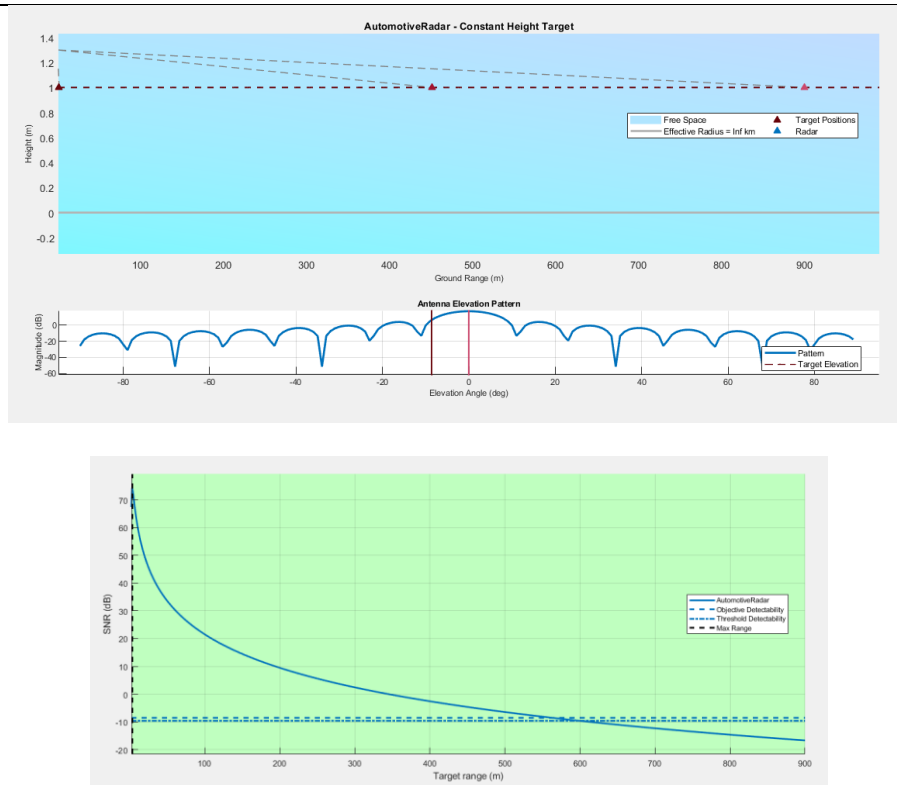 AutomotiveRadar - Constant Height Target
1.4
1.2
1
0.8
0.6
0.4
0.2
0
-0.2
Height (m)
Free Space
Effective Radius = Inf km
Target Positions
Radar
100 200 300 400 500 600 700 800 900
Ground Range (m)
Antenna Elevation Pattern
0
-20
-40
-60
Magnitude (dB)
Pattern
Target Elevation
-80 -60 -40 -20 0 20 40 60 80
Elevation Angle (deg)
70
60
50
40
30
20
10
0
-10
-20
SNR (dB)
AutomotiveRadar
Objective Detectability
Threshold Detectability
Max Range
100 200 300 400 500 600 700 800 900
Target range (m)